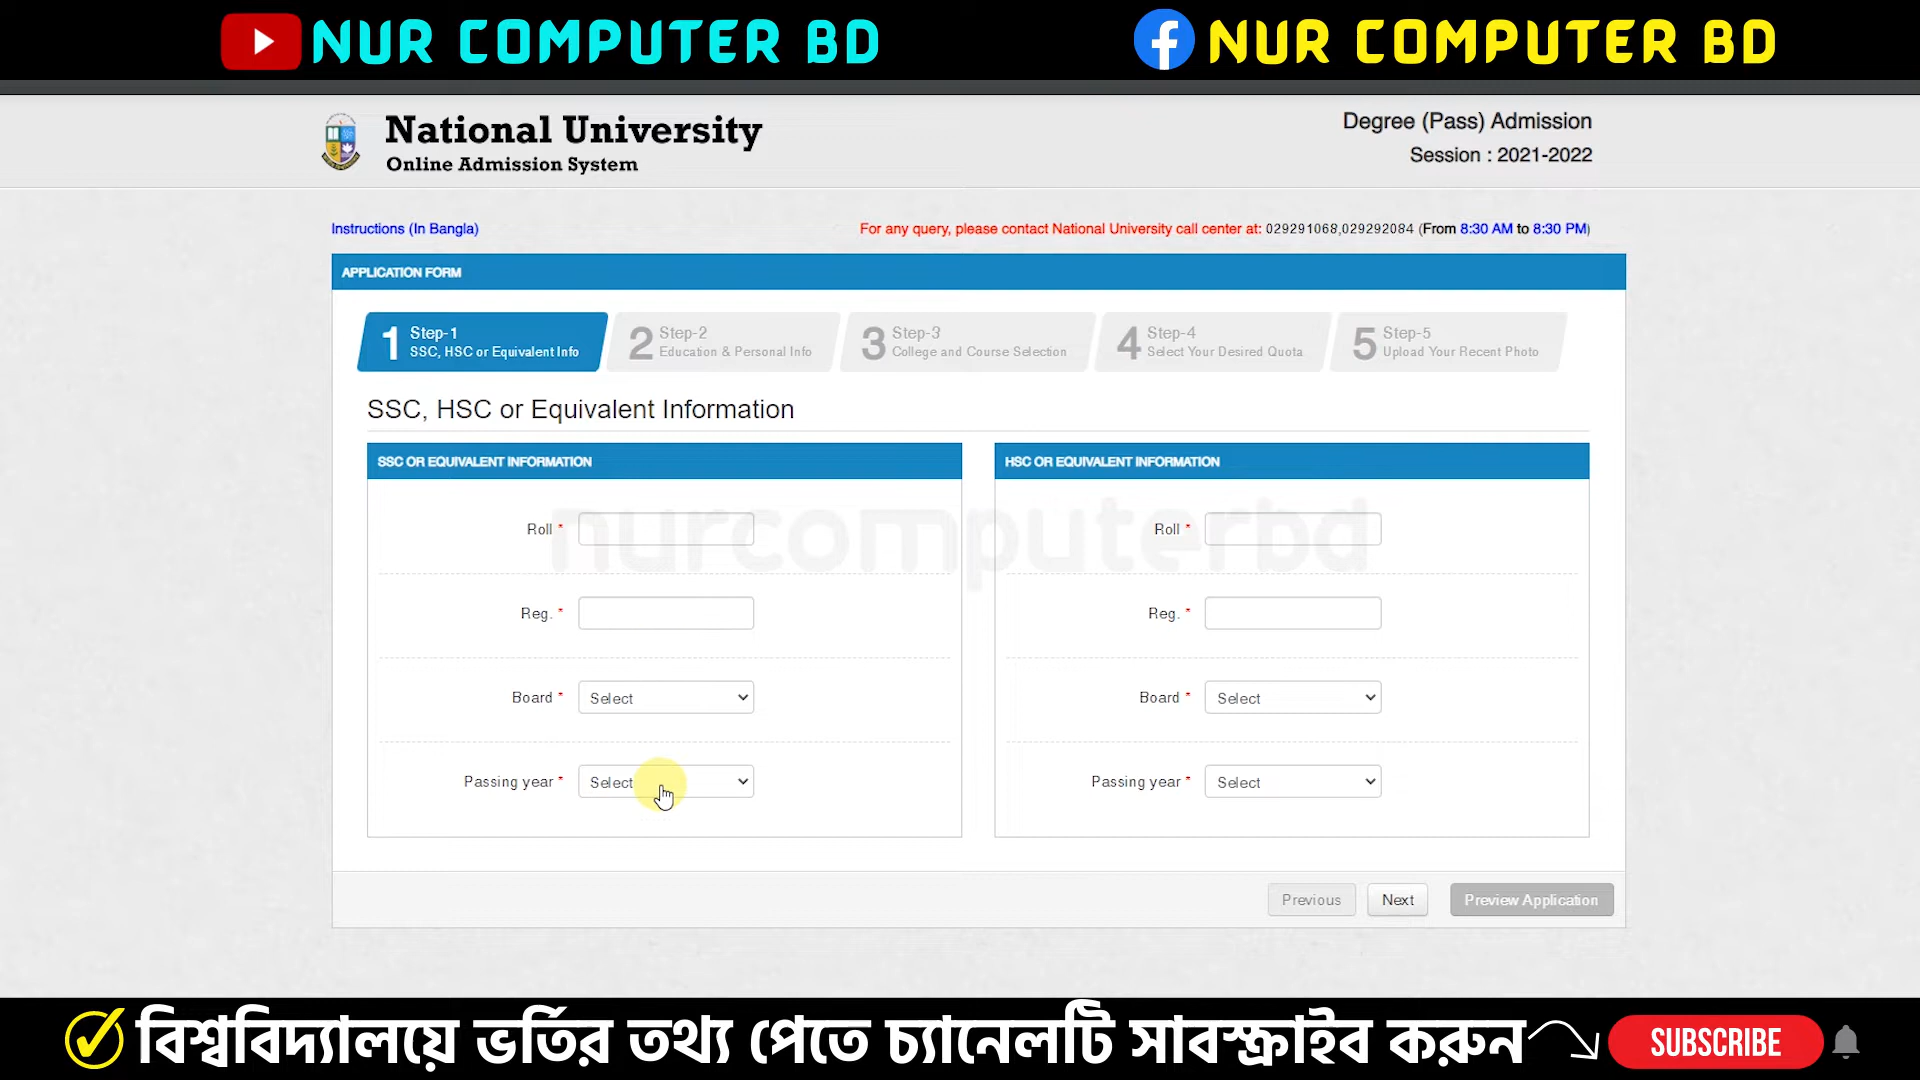 NUR COMPUTER BD
NUR COMPUTER BD
National University
Online Admission System
Degree (Pass) Admission
Session : 2021-2022
Instructions (In Bangla)
For any query, please contact National University call center at: 029291068,029292084 (From 8:30 AM to 8:30 PM)
APPLICATION FORM
1 Step-1
SSC, HSC or Equivalent Info
2 Step-2
Education & Personal Info
3 Step-3
College and Course Selection
4 Step-4
Select Your Desired Quota
5 Step-5
Upload Your Recent Photo
SSC, HSC or Equivalent Information
SSC OR EQUIVALENT INFORMATION
Roll *
Reg. *
Board * Select
Passing year * Select
HSC OR EQUIVALENT INFORMATION
Roll *
Reg. *
Board * Select
Passing year * Select
nurcomputerbd
Previous
Next
Preview Application
বিশ্ববিদ্যালয়ে ভর্তির তথ্য পেতে চ্যানেলটি সাবস্ক্রাইব করুন
SUBSCRIBE